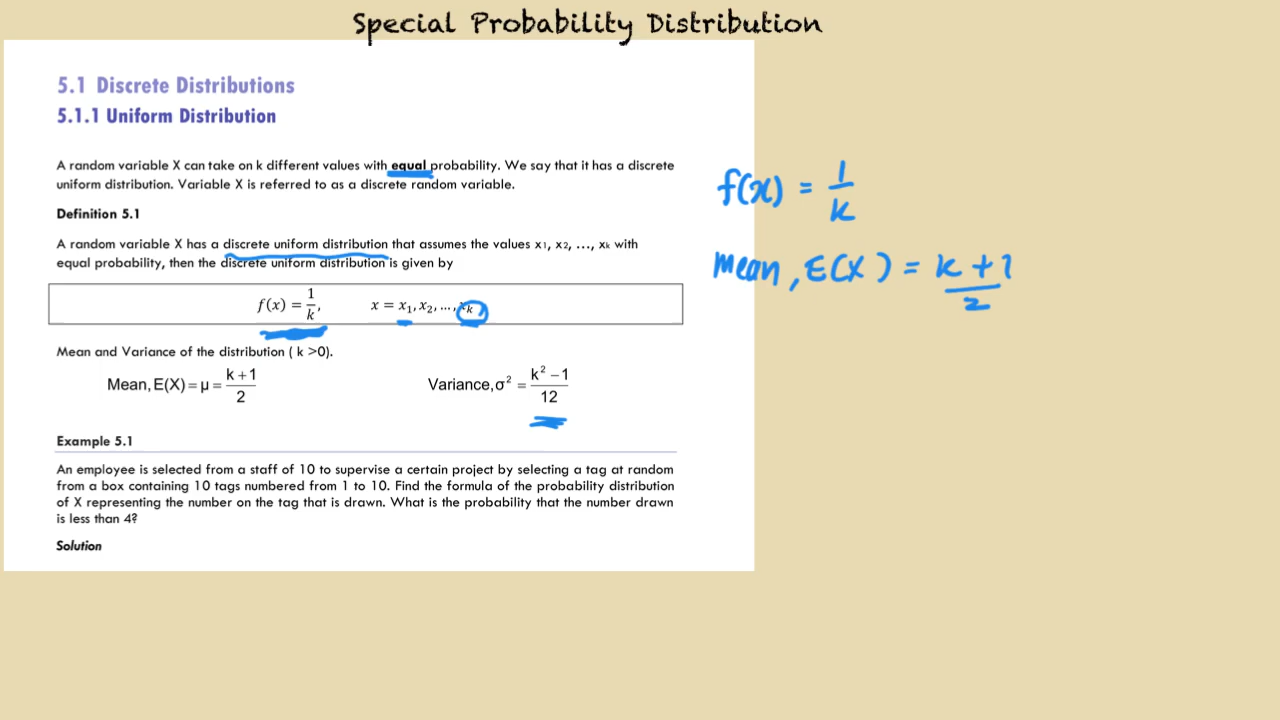 Special Probability Distribution
5.1 Discrete Distributions
5.1.1 Uniform Distribution
A random variable X can take on k different values with equal probability. We say that it has a discrete
uniform distribution. Variable X is referred to as a discrete random variable.
Definition 5.1
A random variable X has a discrete uniform distribution that assumes the values x1, x2, ..., xk with
equal probability, then the discrete uniform distribution is given by
f(x) = 1/k, x = x₁, x₂, ... , xₖ
Mean and Variance of the distribution ( k >0).
Mean, E(X) = μ = (k + 1)/2 Variance, σ² = (k² − 1)/12
Example 5.1
An employee is selected from a staff of 10 to supervise a certain project by selecting a tag at random
from a box containing 10 tags numbered from 1 to 10. Find the formula of the probability distribution
of X representing the number on the tag that is drawn. What is the probability that the number drawn
is less than 4?
Solution
f(x) = 1/k
mean, E(X) = (k + 1)/2